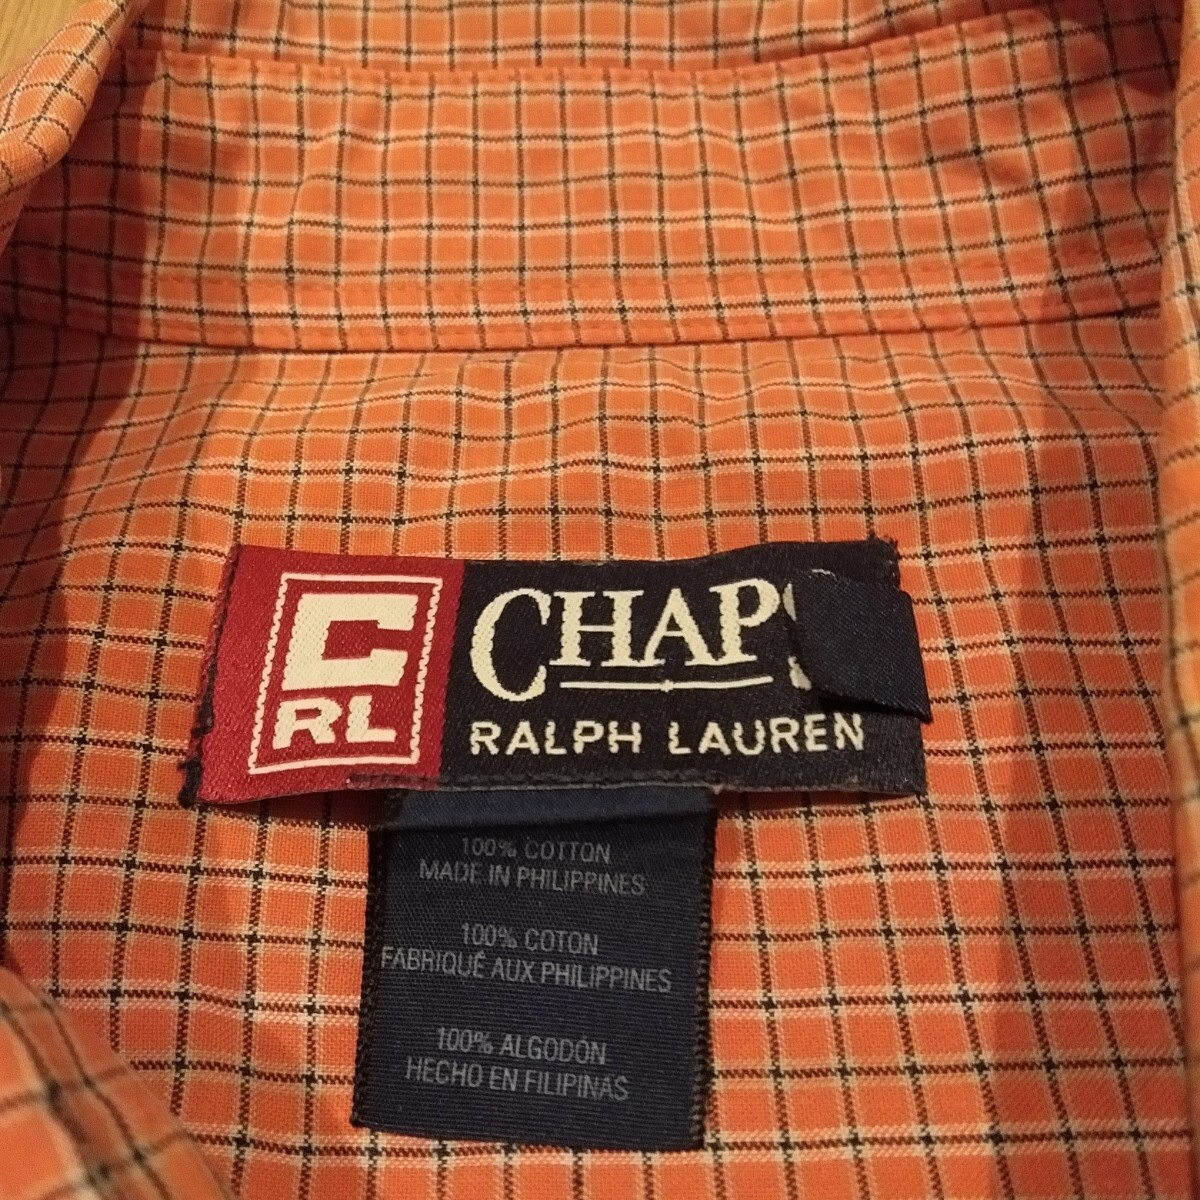 C
RL
CHAPS
RALPH LAUREN
100% COTTON
MADE IN PHILIPPINES
100% COTON
FABRIQUÉ AUX PHILIPPINES
100% ALGODÓN
HECHO EN FILIPINAS